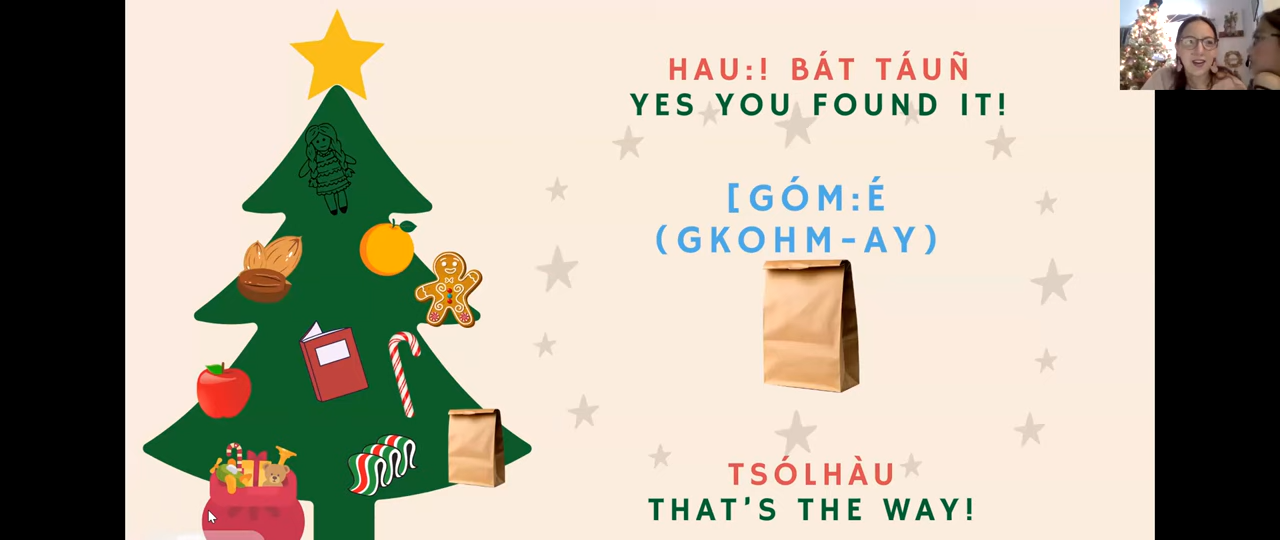 HAU:! BÁT TÁUÑ
YES YOU FOUND IT!
[GÓM:É
(GKOHM-AY)
TSÓLHÀU
THAT'S THE WAY!